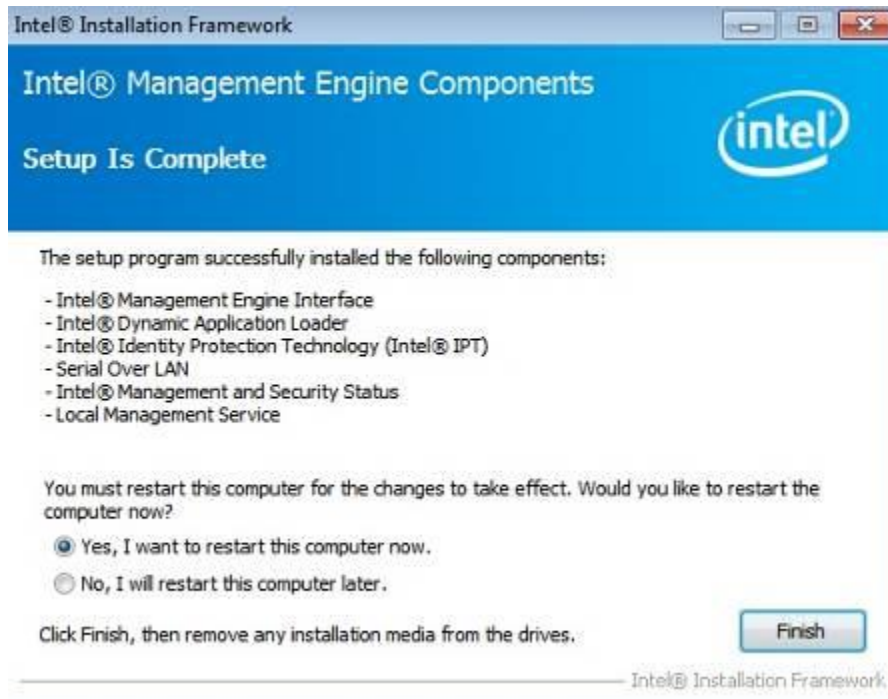 Intel® Installation Framework
Intel® Management Engine Components
intel
Setup Is Complete
The setup program successfully installed the following components:
- Intel® Management Engine Interface
- Intel® Dynamic Application Loader
- Intel® Identity Protection Technology (Intel® IPT)
- Serial Over LAN
- Intel® Management and Security Status
- Local Management Service
You must restart this computer for the changes to take effect. Would you like to restart the
computer now?
Yes, I want to restart this computer now.
No, I will restart this computer later.
Click Finish, then remove any installation media from the drives.
Finish
Intel® Installation Framework